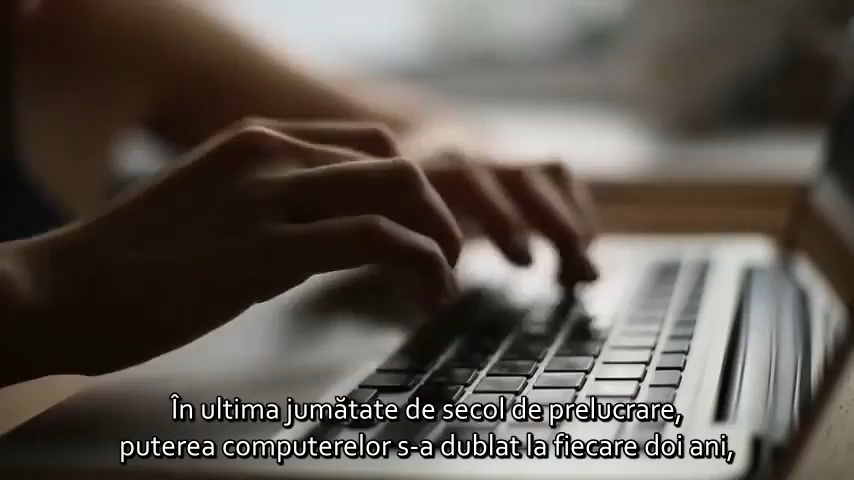 În ultima jumătate de secol de prelucrare,
puterea computerelor s-a dublat la fiecare doi ani,